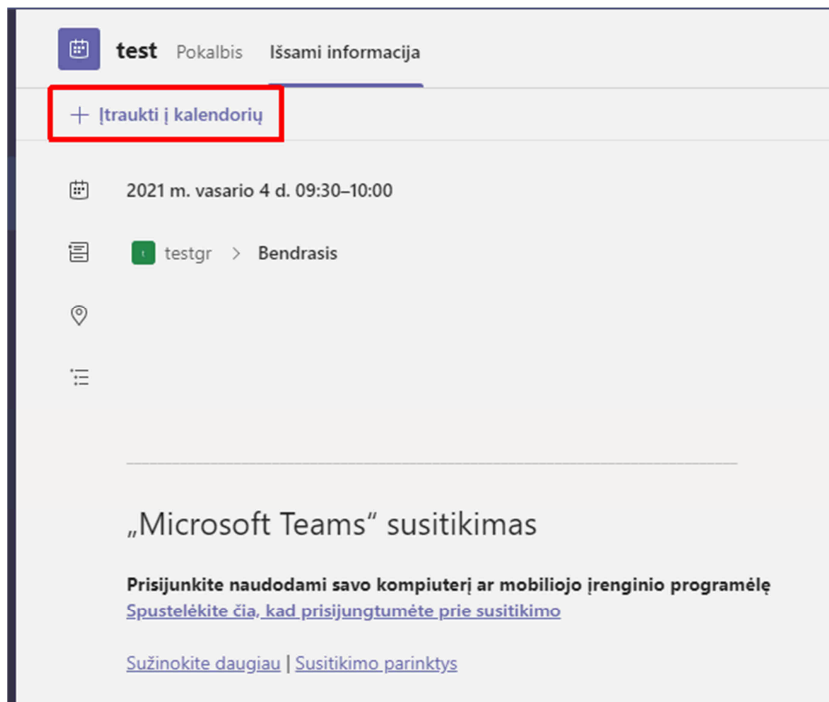 test Pokalbis Išsami informacija
+ Įtraukti į kalendorių
2021 m. vasario 4 d. 09:30–10:00
t testgr > Bendrasis
„Microsoft Teams“ susitikimas
Prisijunkite naudodami savo kompiuterį ar mobiliojo įrenginio programėlę
Spustelėkite čia, kad prisijungtumėte prie susitikimo
Sužinokite daugiau | Susitikimo parinktys